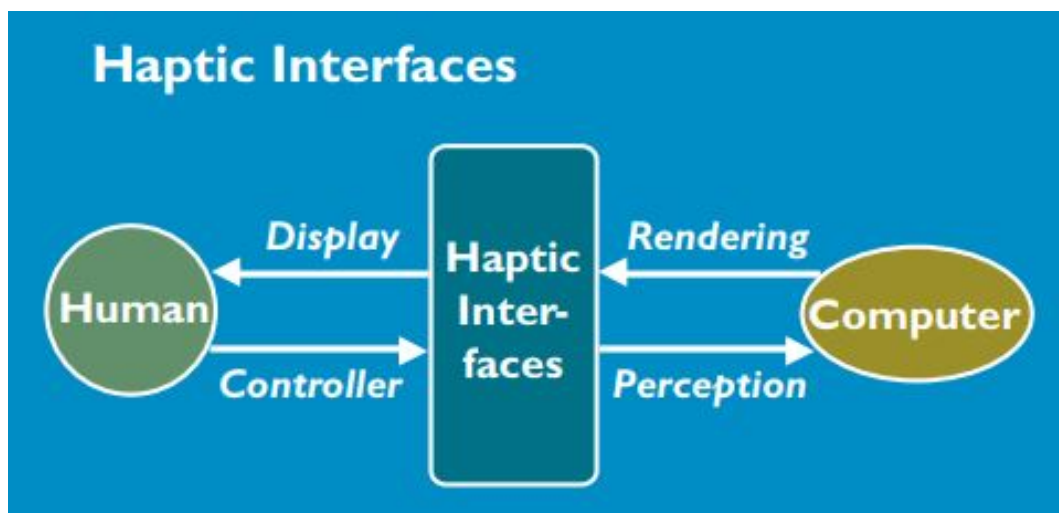 Haptic Interfaces
Display
Rendering
Human
Haptic
Inter-
faces
Computer
Controller
Perception